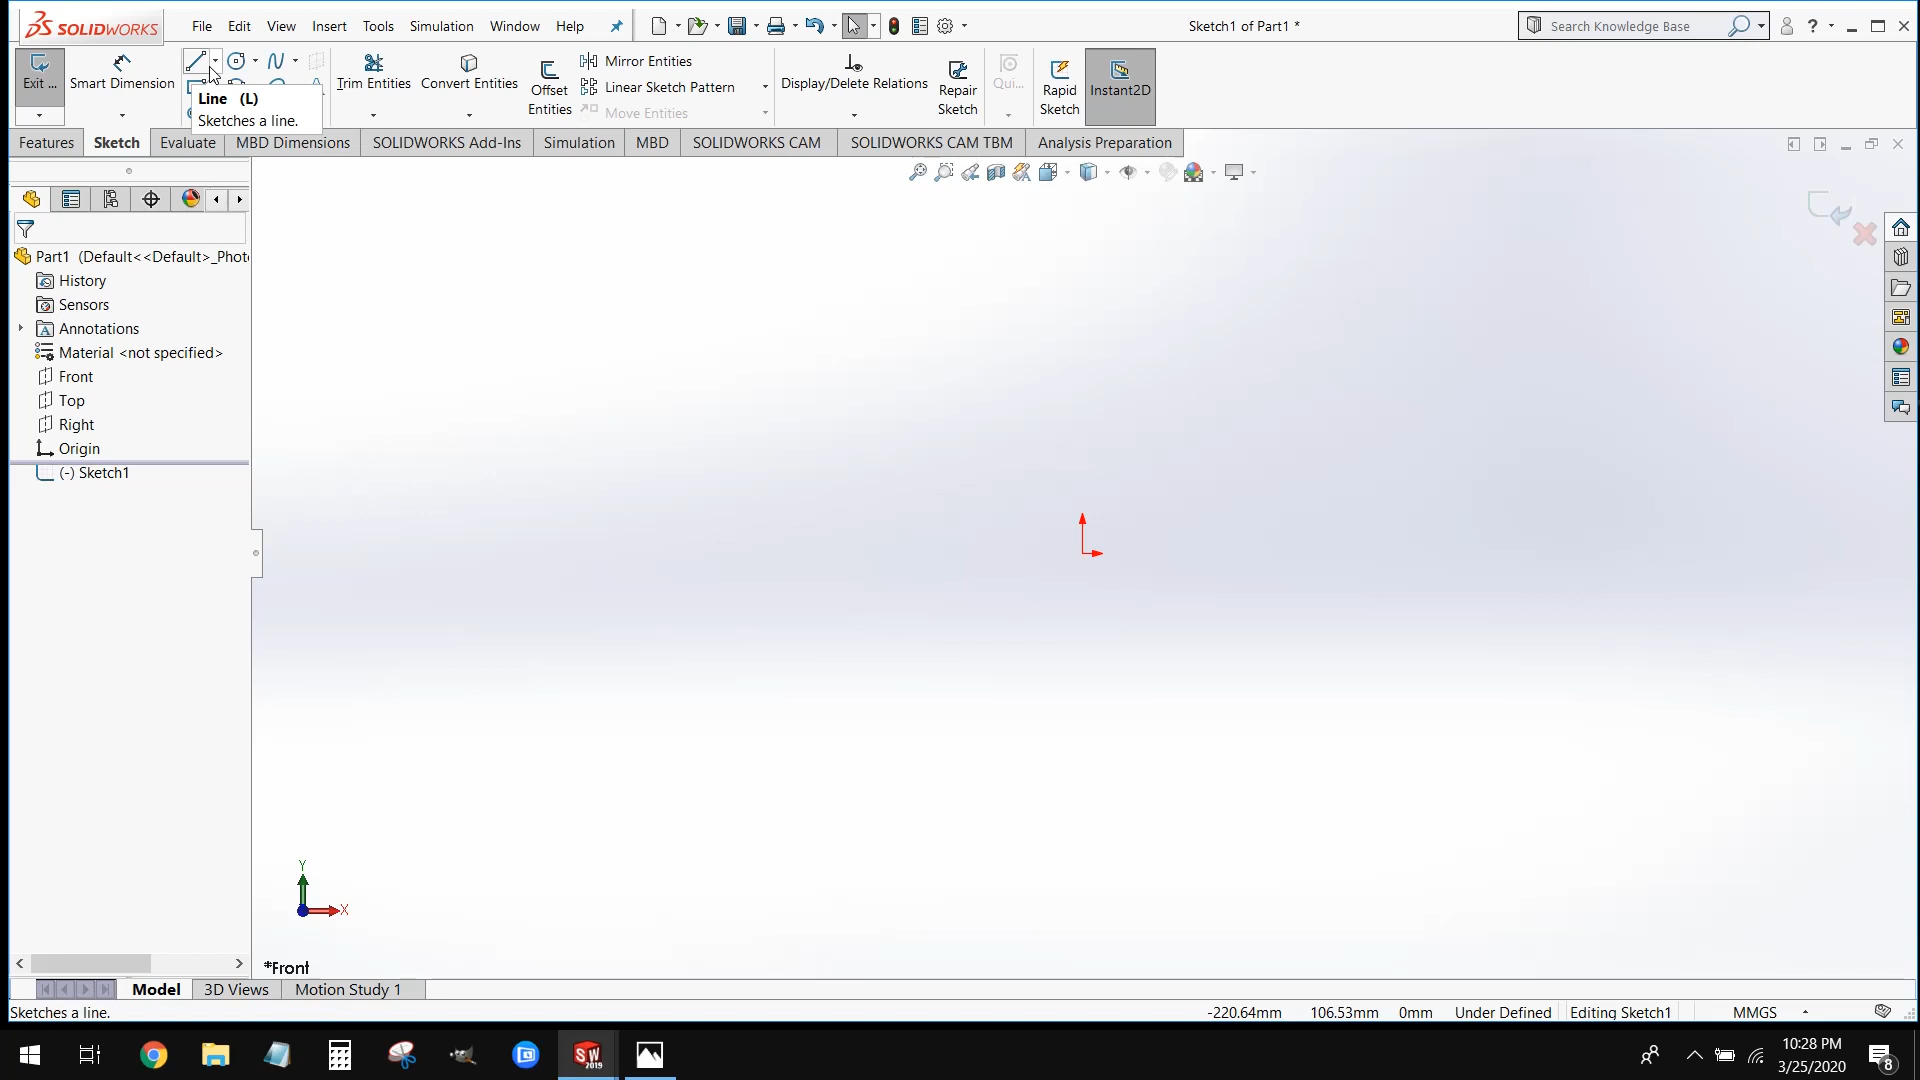 SOLIDWORKS File Edit View Insert Tools Simulation Window Help Sketch1 of Part1 * Search Knowledge Base ?
Exit ... Smart Dimension Trim Entities Convert Entities Offset Entities Mirror Entities Display/Delete Relations Repair Sketch Qui... Rapid Sketch Instant2D
Linear Sketch Pattern
Move Entities
Line (L)
Sketches a line.
Features Sketch Evaluate MBD Dimensions SOLIDWORKS Add-Ins Simulation MBD SOLIDWORKS CAM SOLIDWORKS CAM TBM Analysis Preparation
Part1 (Default<<Default>_Phot
History
Sensors
Annotations
Material <not specified>
Front
Top
Right
Origin
(-) Sketch1
Y
X
*Front
Model 3D Views Motion Study 1
Sketches a line. -220.64mm 106.53mm 0mm Under Defined Editing Sketch1 MMGS
SW 2019
10:28 PM
3/25/2020
8